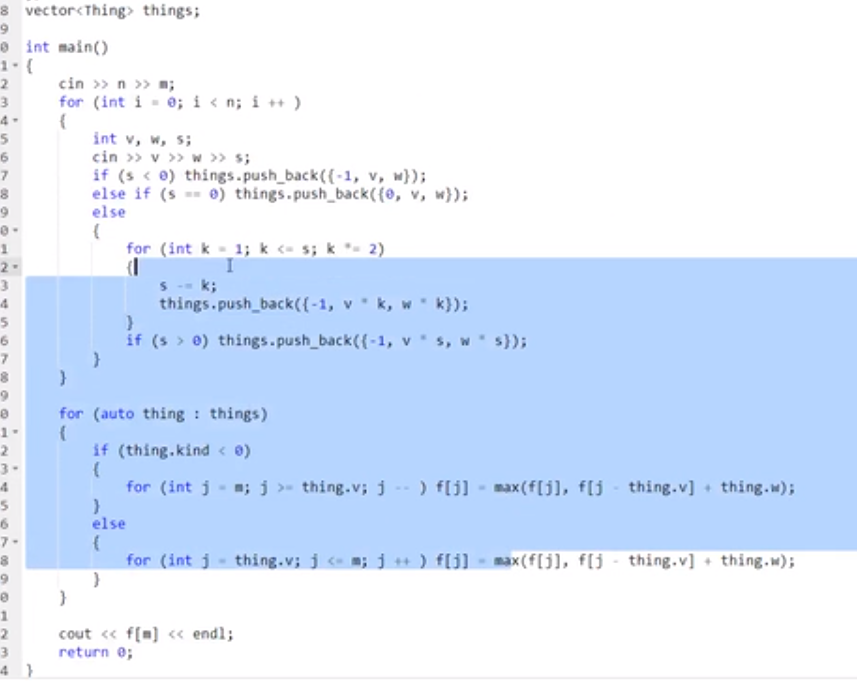 8 vector<Thing> things;
9
0 int main()
1 {
2 cin >> n >> m;
3 for (int i = 0; i < n; i ++ )
4 {
5 int v, w, s;
6 cin >> v >> w >> s;
7 if (s < 0) things.push_back({-1, v, w});
8 else if (s == 0) things.push_back({0, v, w});
9 else
0 {
1 for (int k = 1; k <= s; k *= 2)
2 {
3 s -= k;
4 things.push_back({-1, v * k, w * k});
5 }
6 if (s > 0) things.push_back({-1, v * s, w * s});
7 }
8 }
9
0 for (auto thing : things)
1 {
2 if (thing.kind < 0)
3 {
4 for (int j = m; j >= thing.v; j -- ) f[j] = max(f[j], f[j - thing.v] + thing.w);
5 }
6 else
7 {
8 for (int j = thing.v; j <= m; j ++ ) f[j] = max(f[j], f[j - thing.v] + thing.w);
9 }
0 }
1
2 cout << f[m] << endl;
3 return 0;
4 }